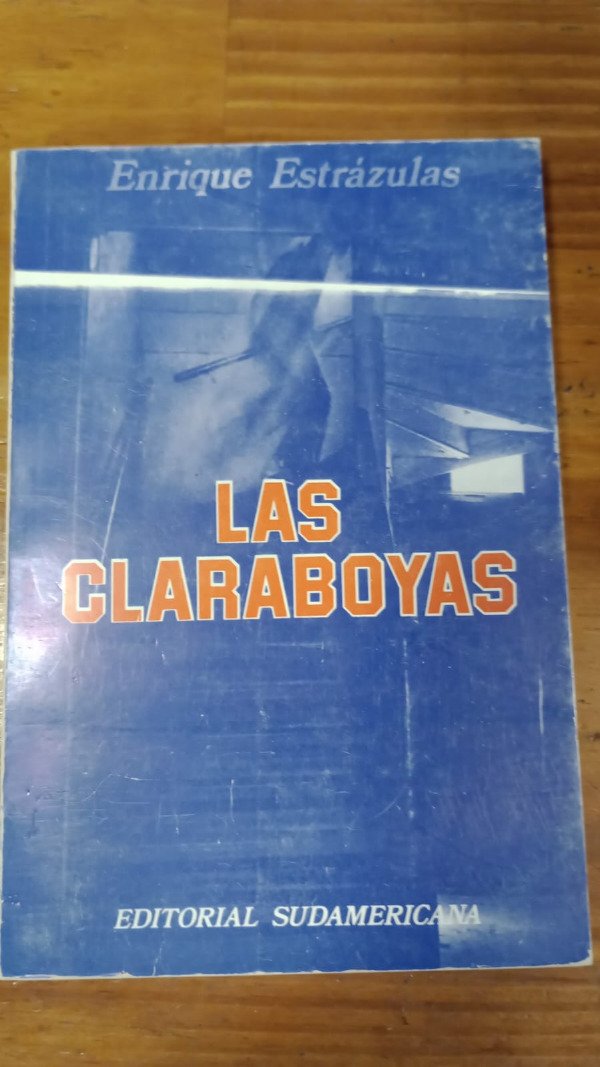 Enrique Estrázulas
LAS
CLARABOYAS
EDITORIAL SUDAMERICANA